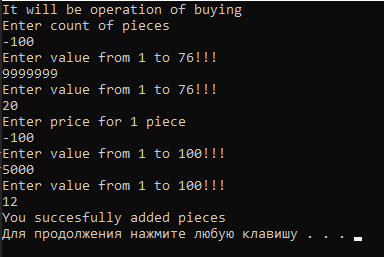 It will be operation of buying
Enter count of pieces
-100
Enter value from 1 to 76!!!
9999999
Enter value from 1 to 76!!!
20
Enter price for 1 piece
-100
Enter value from 1 to 100!!!
5000
Enter value from 1 to 100!!!
12
You succesfully added pieces
Для продолжения нажмите любую клавишу . . .